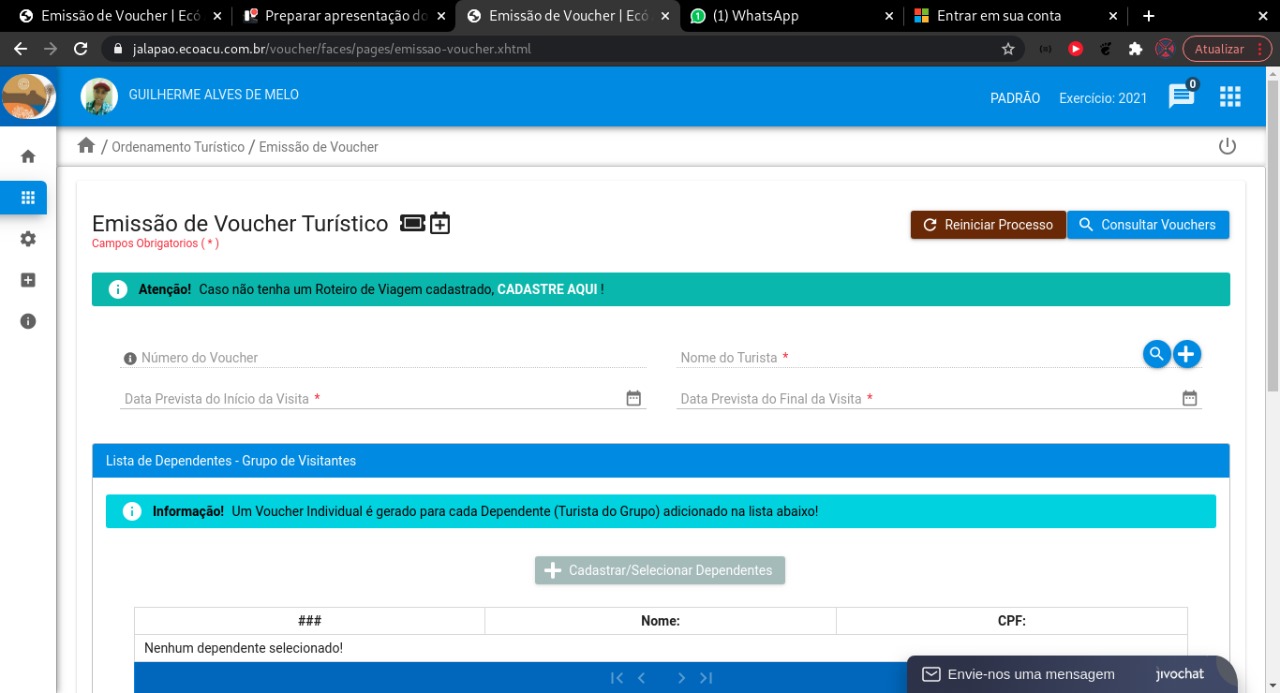 Emissão de Voucher | Ecó
Preparar apresentação do
Emissão de Voucher | Ecó
(1) WhatsApp
Entrar em sua conta
jalapao.ecoacu.com.br/voucher/faces/pages/emissao-voucher.xhtml
Atualizar
GUILHERME ALVES DE MELO
PADRÃO Exercício: 2021 0
/ Ordenamento Turístico / Emissão de Voucher
Emissão de Voucher Turístico
Campos Obrigatorios ( * )
Reiniciar Processo
Consultar Vouchers
Atenção! Caso não tenha um Roteiro de Viagem cadastrado, CADASTRE AQUI !
Número do Voucher
Nome do Turista *
Data Prevista do Início da Visita *
Data Prevista do Final da Visita *
Lista de Dependentes - Grupo de Visitantes
Informação! Um Voucher Individual é gerado para cada Dependente (Turista do Grupo) adicionado na lista abaixo!
Cadastrar/Selecionar Dependentes
### Nome: CPF:
Nenhum dependente selecionado!
Envie-nos uma mensagem jivochat